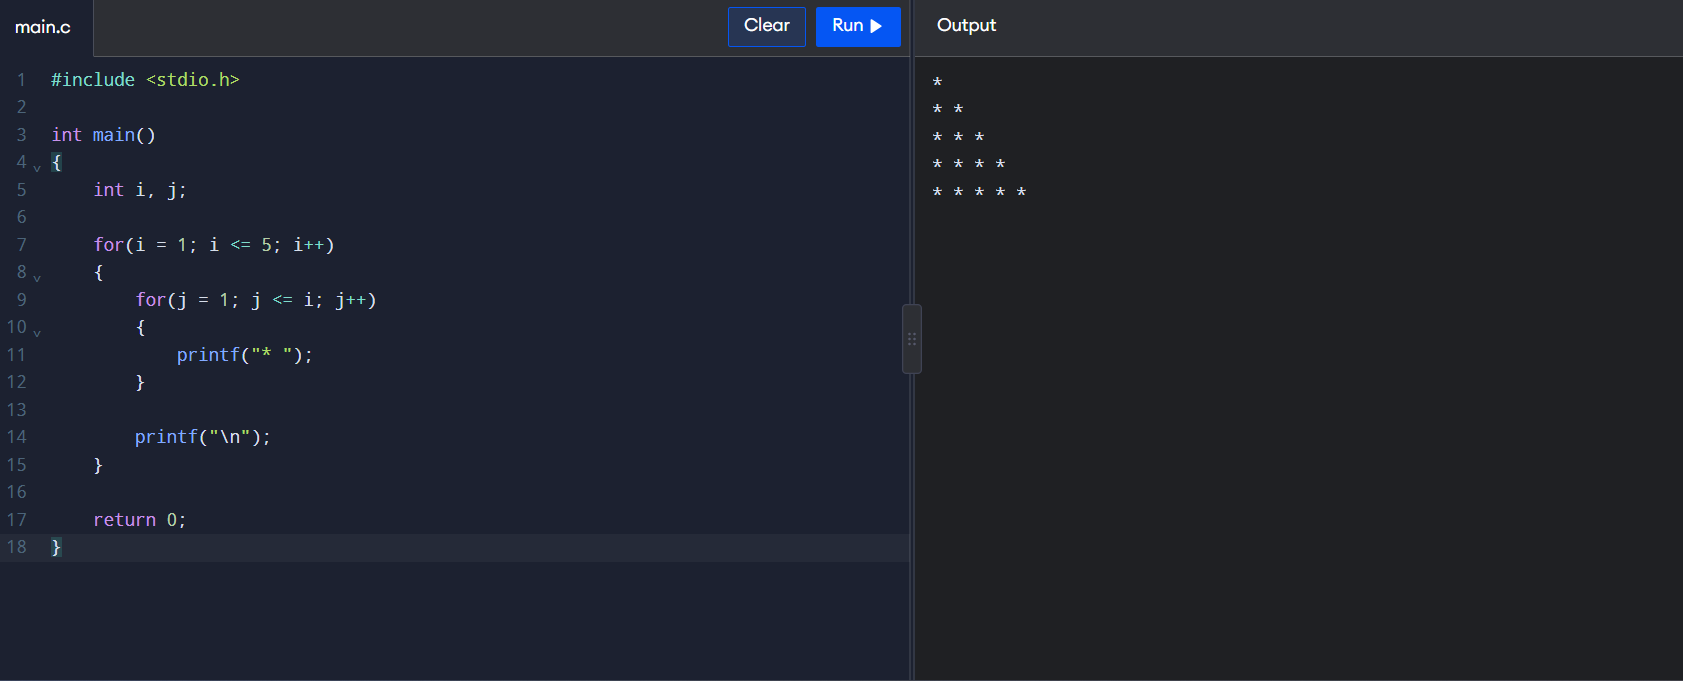 main.c
Clear
Run
Output
1 #include <stdio.h>
2
3 int main()
4 {
5     int i, j;
6
7     for(i = 1; i <= 5; i++)
8     {
9         for(j = 1; j <= i; j++)
10         {
11             printf("* ");
12         }
13
14         printf("\n");
15     }
16
17     return 0;
18 }
*
* *
* * *
* * * *
* * * * *